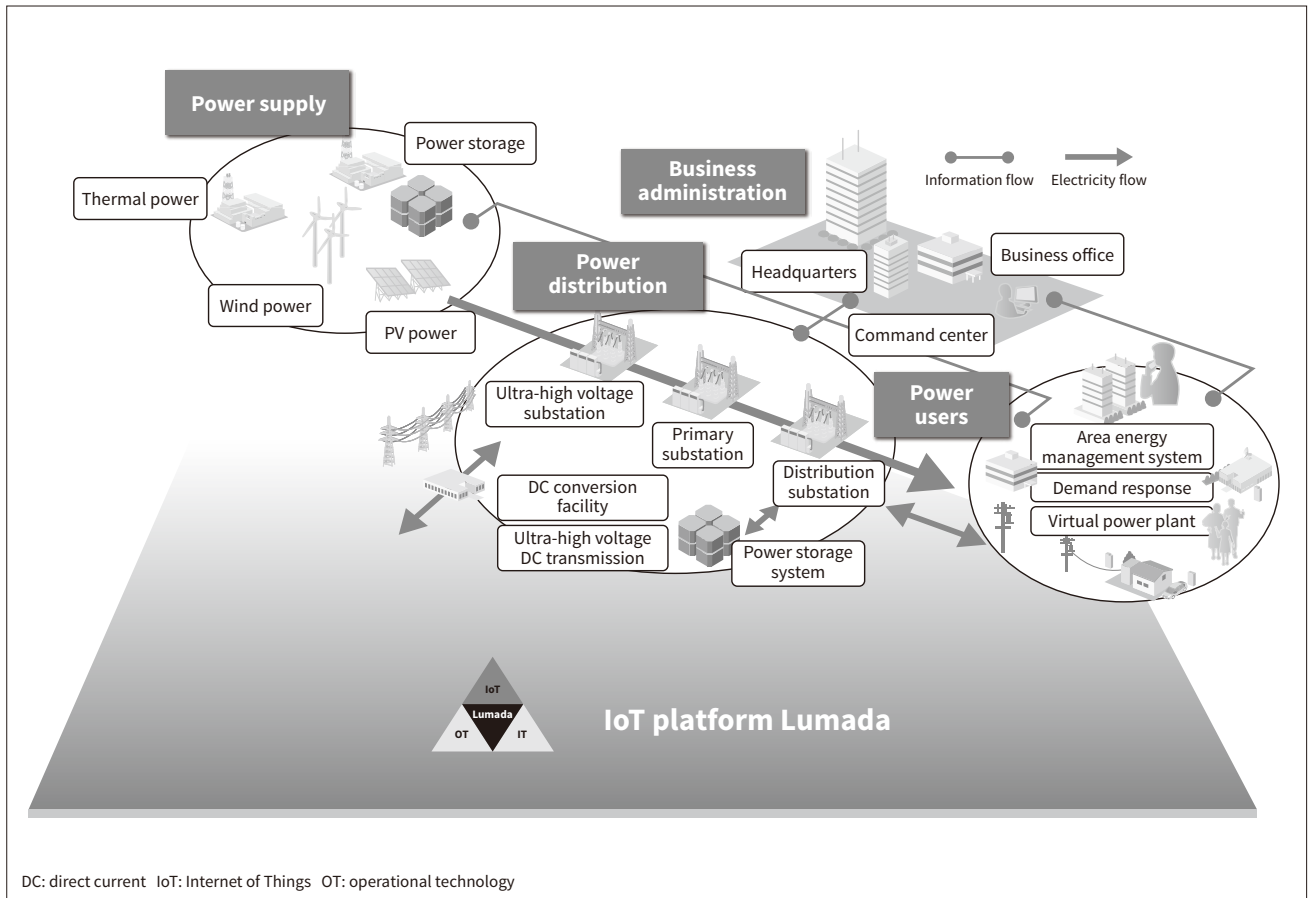 Power supply
Power storage
Thermal power
Wind power
PV power
Business
administration
Information flow
Electricity flow
Headquarters
Business office
Command center
Power
distribution
Ultra-high voltage
substation
Primary
substation
Distribution
substation
DC conversion
facility
Ultra-high voltage
DC transmission
Power storage
system
Power
users
Area energy
management system
Demand response
Virtual power plant
IoT
Lumada
OT
IT
IoT platform Lumada
DC: direct current IoT: Internet of Things OT: operational technology